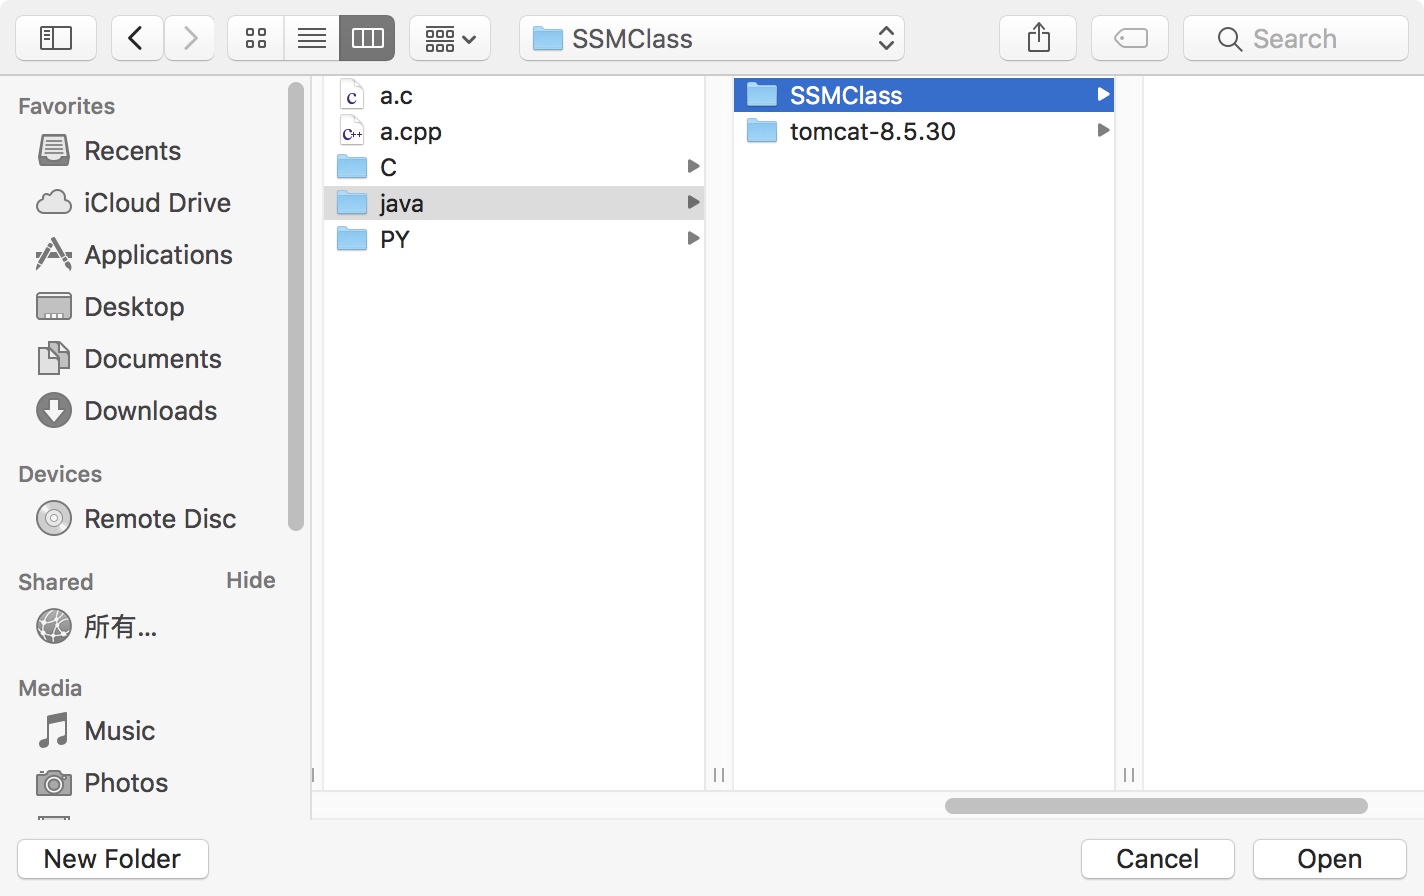 SSMClass
Search
Favorites
Recents
iCloud Drive
Applications
Desktop
Documents
Downloads
Devices
Remote Disc
Shared
Hide
所有...
Media
Music
Photos
c
a.c
C++
a.cpp
C
java
PY
SSMClass
tomcat-8.5.30
New Folder
Cancel
Open